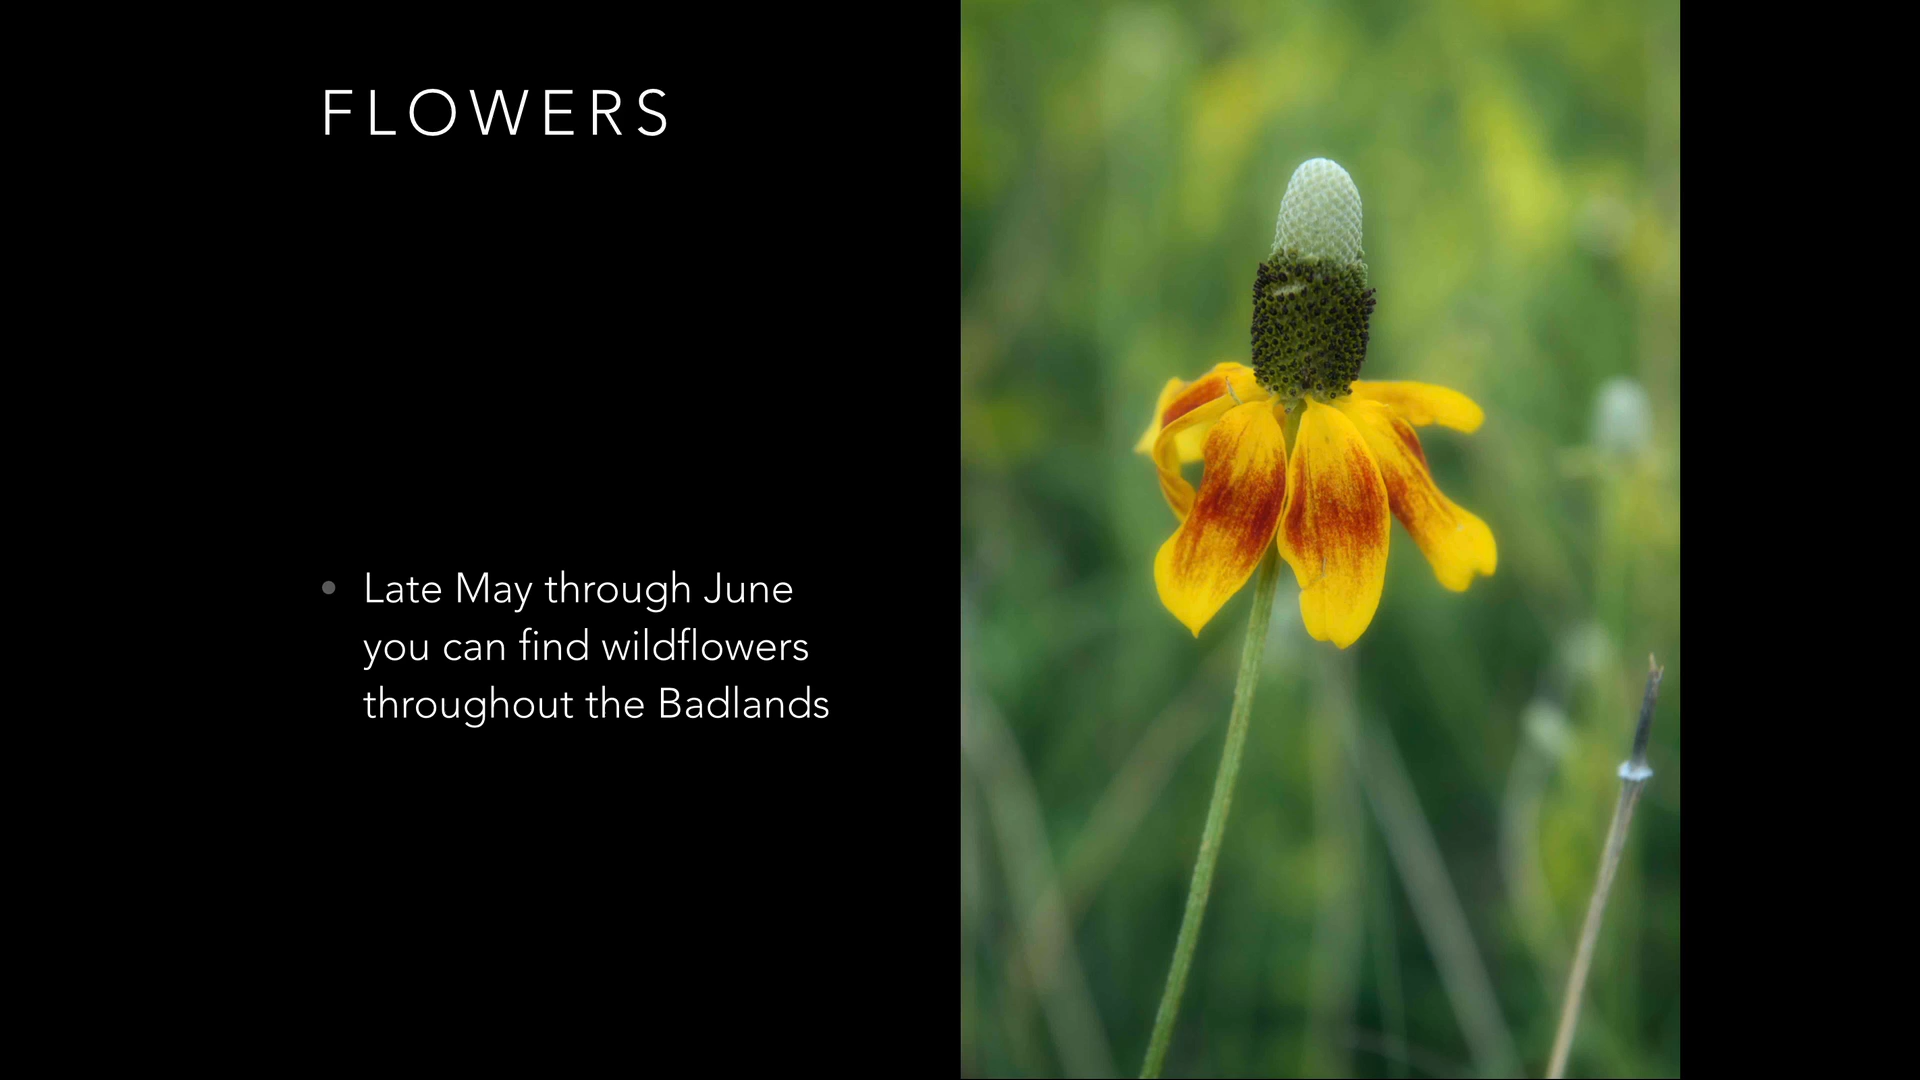 FLOWERS
• Late May through June
you can find wildflowers
throughout the Badlands